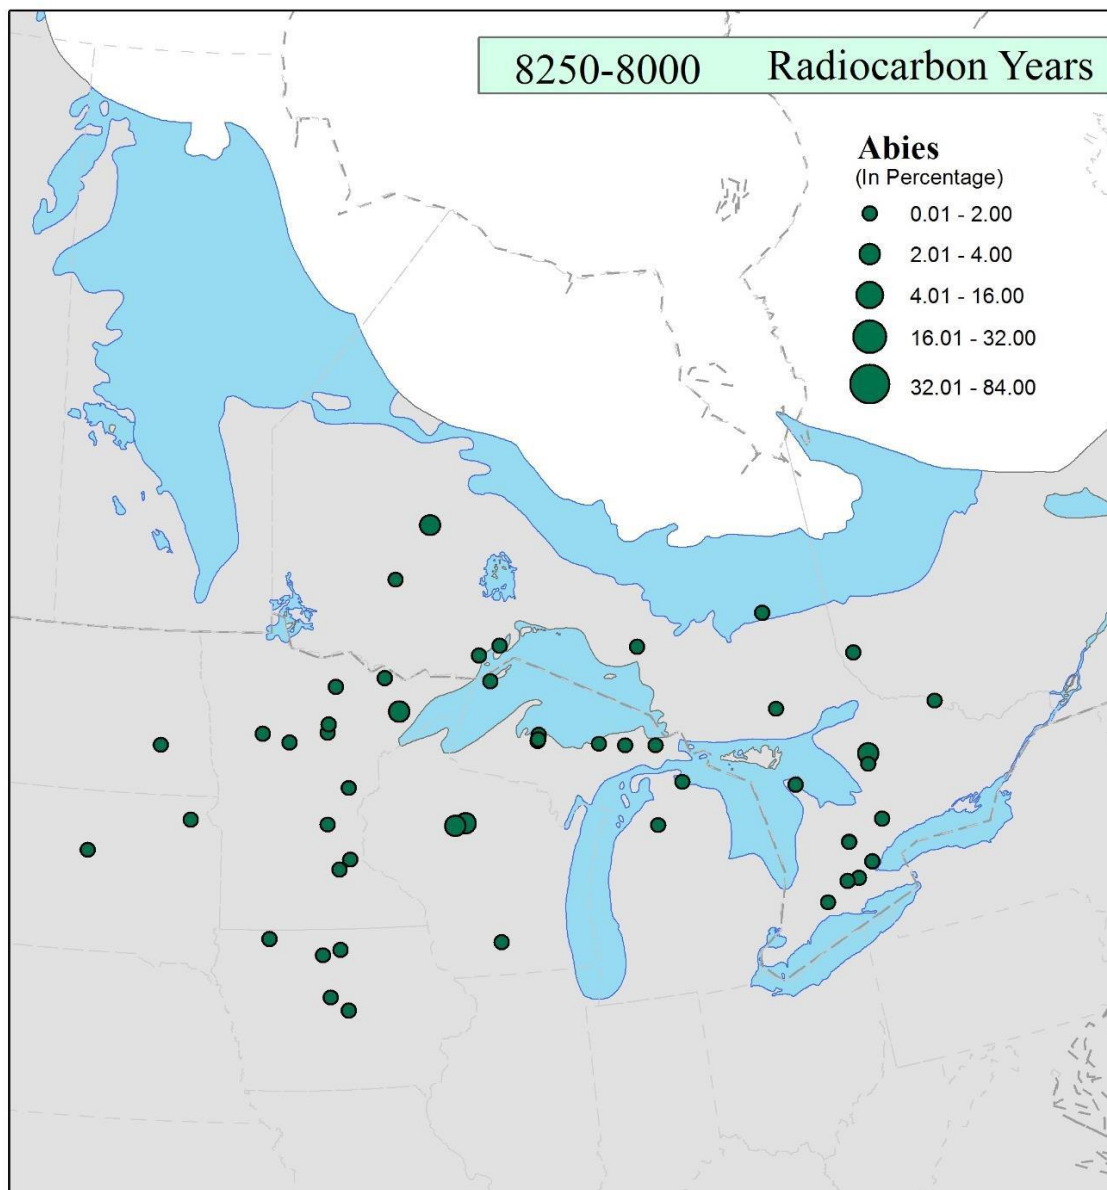 8250-8000 Radiocarbon Years
Abies
(In Percentage)
0.01 - 2.00
2.01 - 4.00
4.01 - 16.00
16.01 - 32.00
32.01 - 84.00